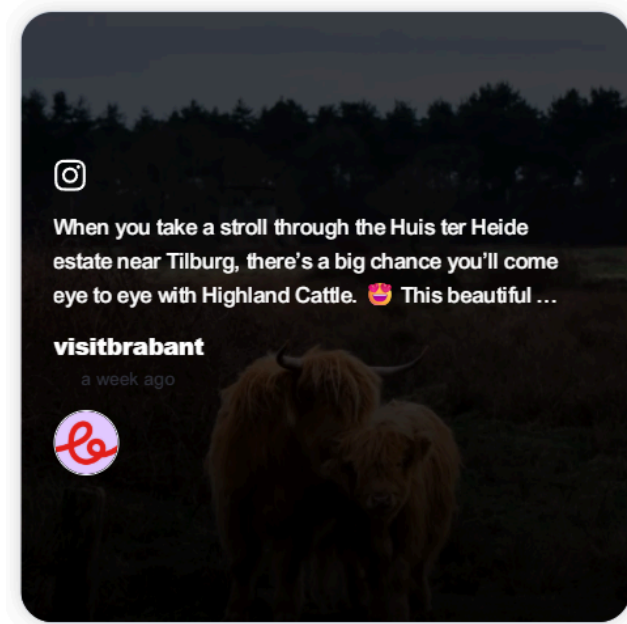 When you take a stroll through the Huis ter Heide
estate near Tilburg, there’s a big chance you’ll come
eye to eye with Highland Cattle. 😍 This beautiful ...
visitbrabant
a week ago